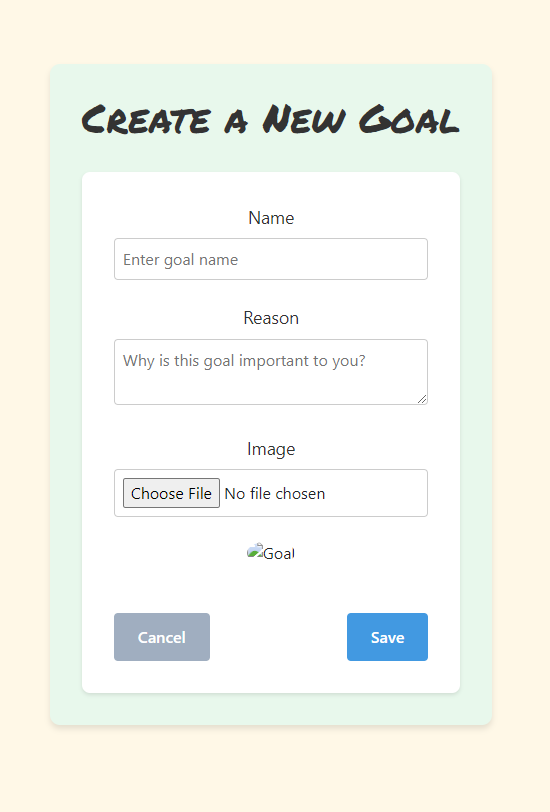 Create a New Goal
Name
Enter goal name
Reason
Why is this goal important to you?
Image
Choose File No file chosen
Goal
Cancel Save